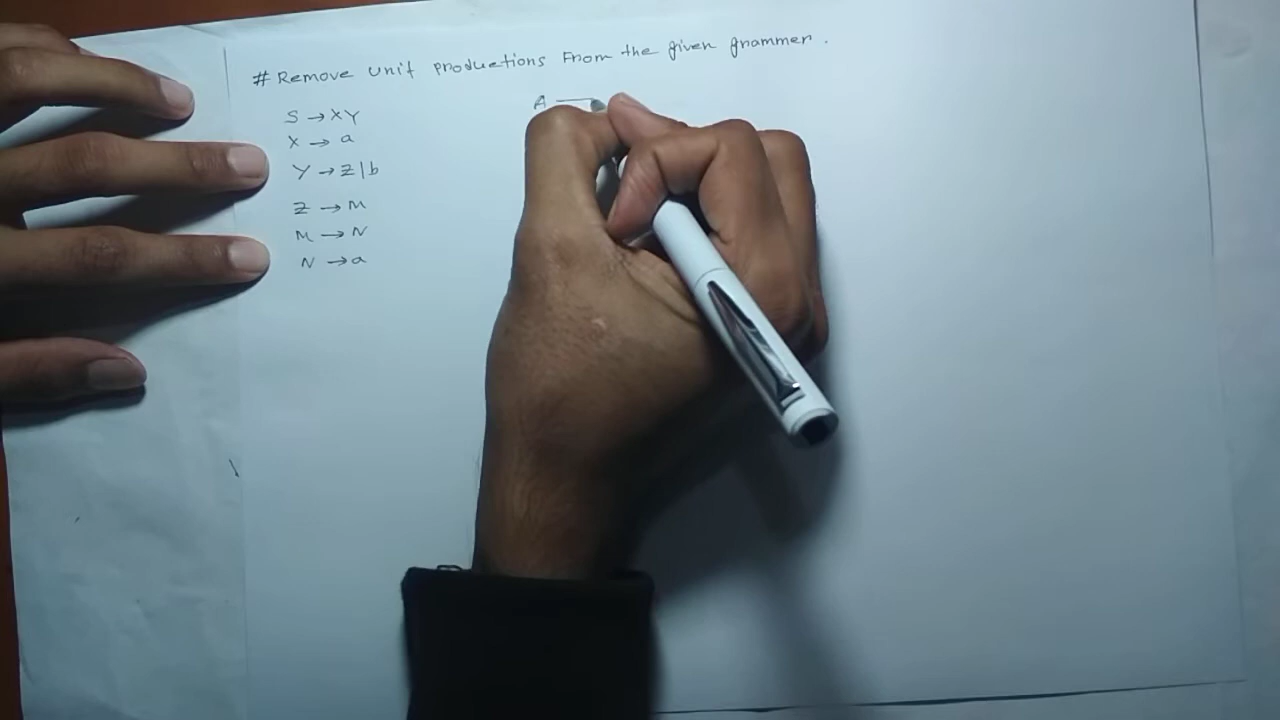 # Remove unit productions From the given grammer.
S → XY
X → a
Y → Z|b
Z → M
M → N
N → a
A —